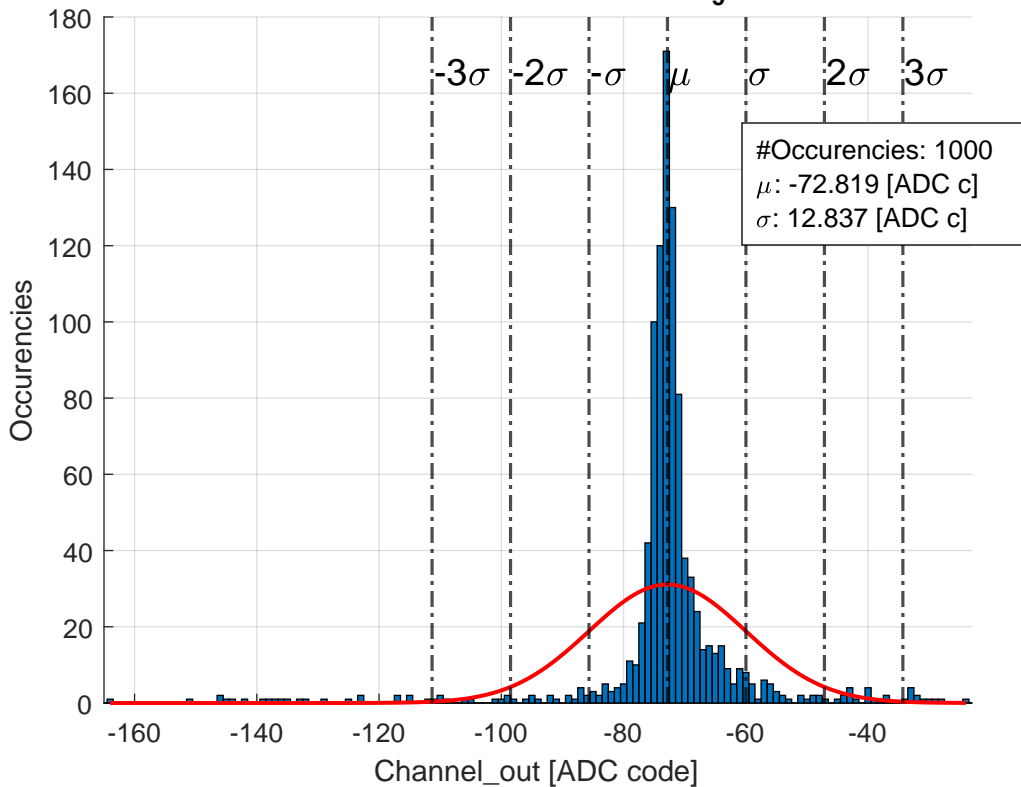 180
160
140
120
100
80
60
40
20
0
-3σ
-2σ
-σ
μ
σ
2σ
3σ
#Occurencies: 1000
μ: -72.819 [ADC c]
σ: 12.837 [ADC c]
Occurencies
-160
-140
-120
-100
-80
-60
-40
Channel_out [ADC code]